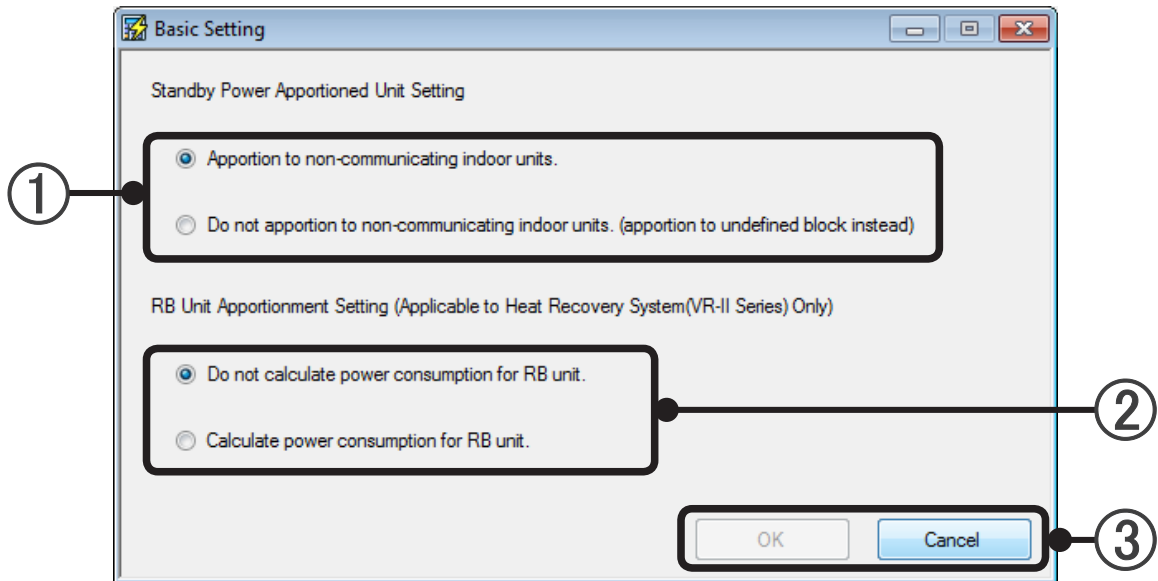 Basic Setting
Standby Power Apportioned Unit Setting
① Apportion to non-communicating indoor units.
Do not apportion to non-communicating indoor units. (apportion to undefined block instead)
RB Unit Apportionment Setting (Applicable to Heat Recovery System(VR-II Series) Only)
Do not calculate power consumption for RB unit.
②
Calculate power consumption for RB unit.
OK Cancel ③